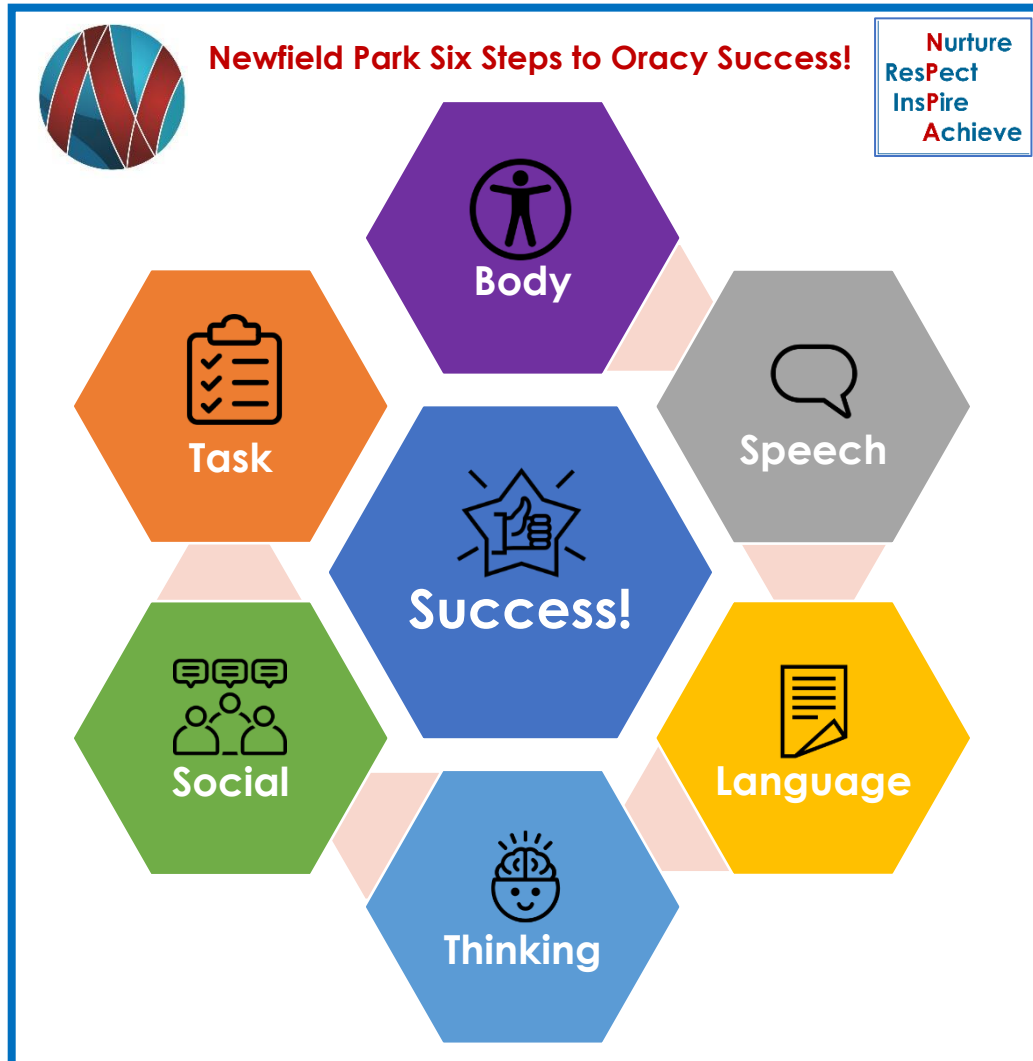 Newfield Park Six Steps to Oracy Success!
Nurture
ResPect
InsPire
Achieve
Body
Speech
Language
Thinking
Social
Task
Success!